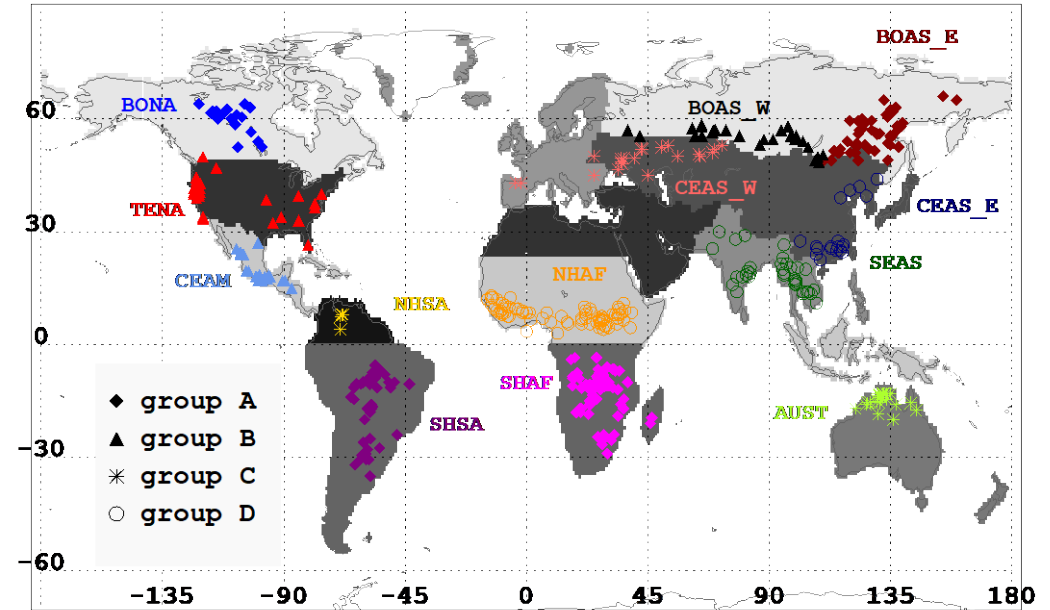 BOAS_E
BONA
BOAS_W
60
CEAS_W
TENA
CEAS_E
30
SEAS
CEAM
NHAF
NHSA
0
SHAF
group A
AUST
SHSA
group B
-30
group C
group D
-60
-135 -90 -45 0 45 90 135 180